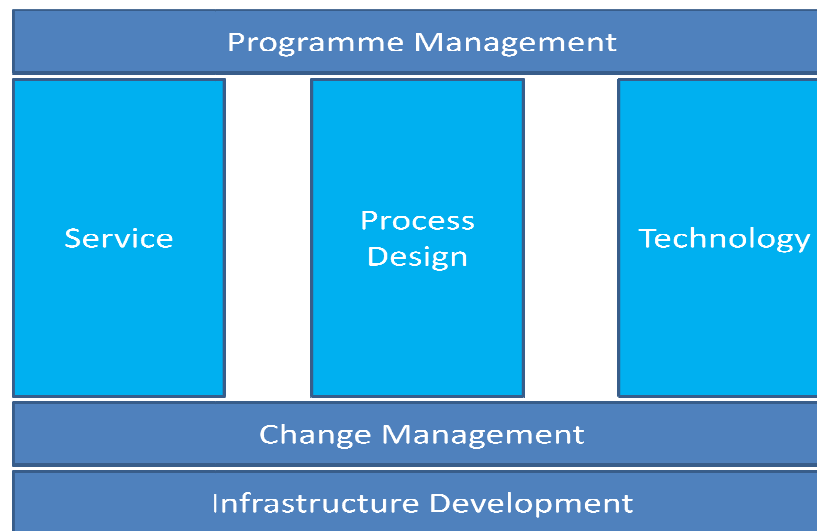 Programme Management
Service
Process
Design
Technology
Change Management
Infrastructure Development